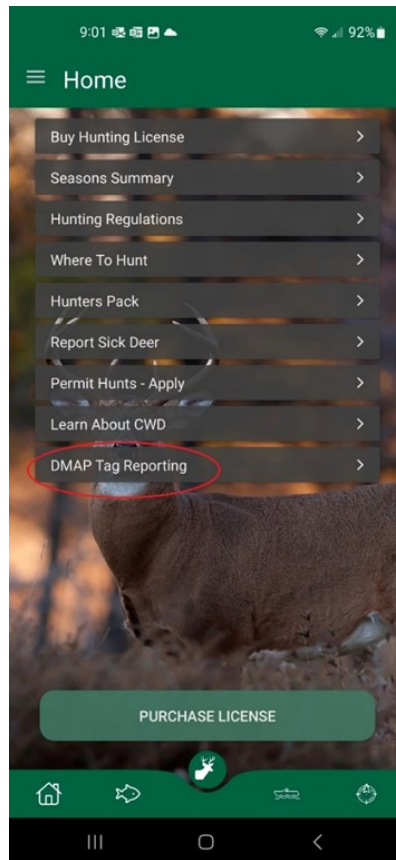 9:01 92%
Home
Buy Hunting License
Seasons Summary
Hunting Regulations
Where To Hunt
Hunters Pack
Report Sick Deer
Permit Hunts - Apply
Learn About CWD
DMAP Tag Reporting
PURCHASE LICENSE